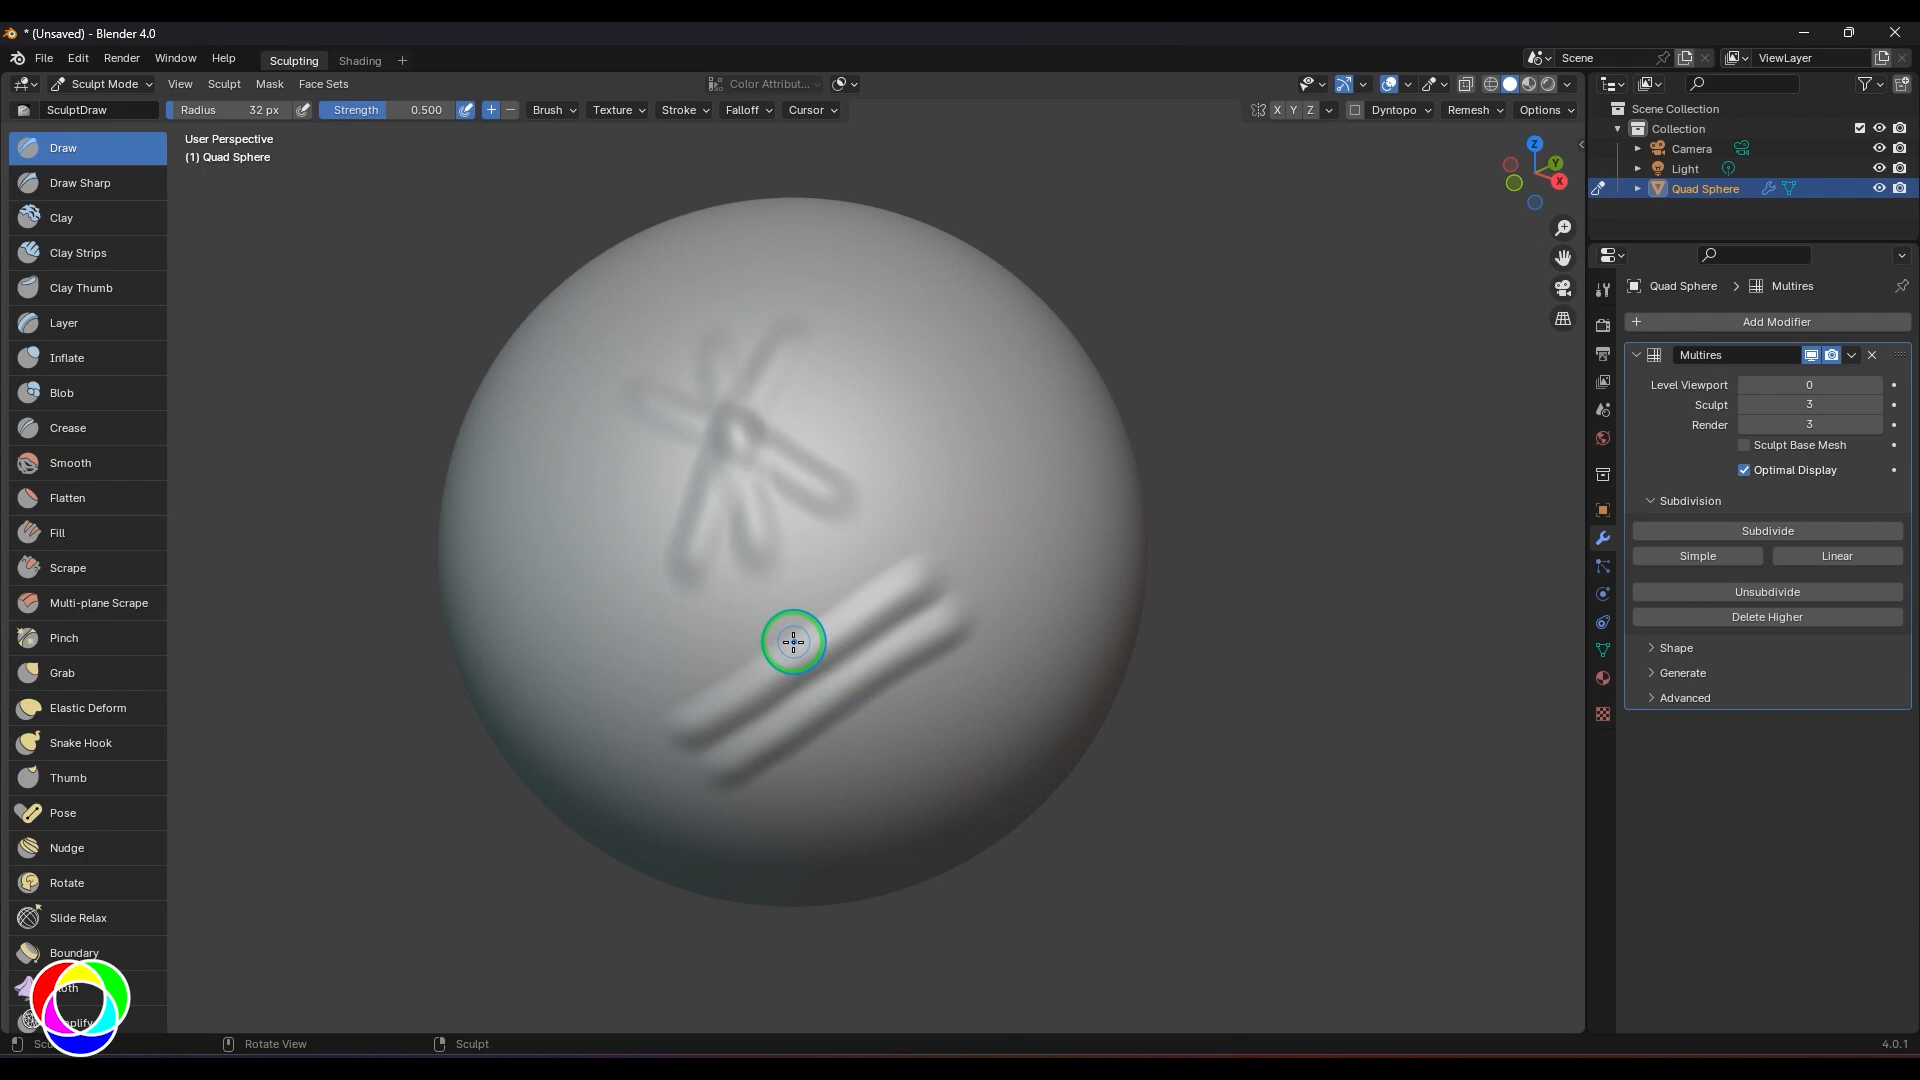 * (Unsaved) - Blender 4.0
File Edit Render Window Help Sculpting Shading + Scene ViewLayer
Sculpt Mode View Sculpt Mask Face Sets Color Attribut...
SculptDraw Radius 32 px Strength 0.500 + − Brush Texture Stroke Falloff Cursor X Y Z Dyntopo Remesh Options
User Perspective
(1) Quad Sphere
Z
Y
X
Draw
Draw Sharp
Clay
Clay Strips
Clay Thumb
Layer
Inflate
Blob
Crease
Smooth
Flatten
Fill
Scrape
Multi-plane Scrape
Pinch
Grab
Elastic Deform
Snake Hook
Thumb
Pose
Nudge
Rotate
Slide Relax
Boundary
Scene Collection
Collection
Camera
Light
Quad Sphere
Quad Sphere > Multires
+ Add Modifier
Multires
Level Viewport 0
Sculpt 3
Render 3
Sculpt Base Mesh
Optimal Display
Subdivision
Subdivide
Simple Linear
Unsubdivide
Delete Higher
Shape
Generate
Advanced
Rotate View Sculpt 4.0.1